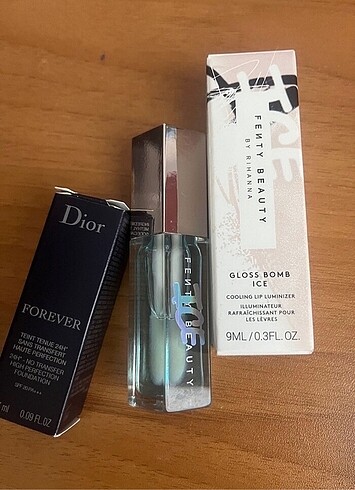 Dior
FOREVER
TEINT TENUE 24H*
SANS TRANSFERT
HAUTE PERFECTION
24H* - NO TRANSFER
HIGH PERFECTION
FOUNDATION
ml 0.09 FL.OZ
FENTY BEAUTY
FENTY BEAUTY
BY RIHANNA
GLOSS BOMB
ICE
COOLING LIP LUMINIZER
ILLUMINATEUR
RAFRAÎCHISSANT POUR
LES LÈVRES
9ML / 0.3FL. OZ.